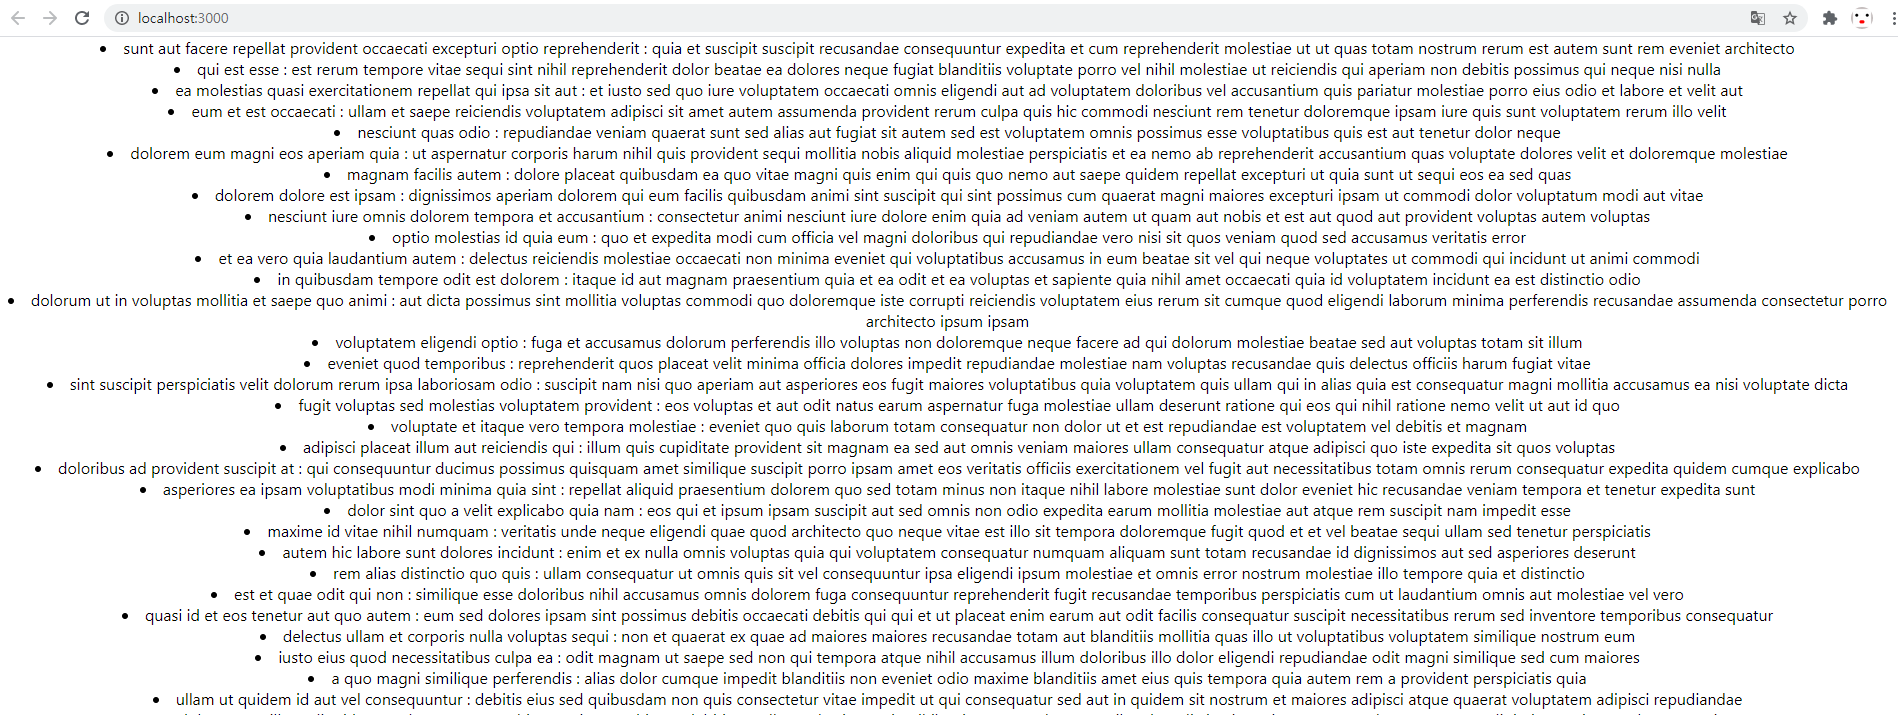 localhost:3000
• sunt aut facere repellat provident occaecati excepturi optio reprehenderit : quia et suscipit suscipit recusandae consequuntur expedita et cum reprehenderit molestiae ut ut quas totam nostrum rerum est autem sunt rem eveniet architecto
• qui est esse : est rerum tempore vitae sequi sint nihil reprehenderit dolor beatae ea dolores neque fugiat blanditiis voluptate porro vel nihil molestiae ut reiciendis qui aperiam non debitis possimus qui neque nisi nulla
• ea molestias quasi exercitationem repellat qui ipsa sit aut : et iusto sed quo iure voluptatem occaecati omnis eligendi aut ad voluptatem doloribus vel accusantium quis pariatur molestiae porro eius odio et labore et velit aut
• eum et est occaecati : ullam et saepe reiciendis voluptatem adipisci sit amet autem assumenda provident rerum culpa quis hic commodi nesciunt rem tenetur doloremque ipsam iure quis sunt voluptatem rerum illo velit
• nesciunt quas odio : repudiandae veniam quaerat sunt sed alias aut fugiat sit autem sed est voluptatem omnis possimus esse voluptatibus quis est aut tenetur dolor neque
• dolorem eum magni eos aperiam quia : ut aspernatur corporis harum nihil quis provident sequi mollitia nobis aliquid molestiae perspiciatis et ea nemo ab reprehenderit accusantium quas voluptate dolores velit et doloremque molestiae
• magnam facilis autem : dolore placeat quibusdam ea quo vitae magni quis enim qui quis quo nemo aut saepe quidem repellat excepturi ut quia sunt ut sequi eos ea sed quas
• dolorem dolore est ipsam : dignissimos aperiam dolorem qui eum facilis quibusdam animi sint suscipit qui sint possimus cum quaerat magni maiores excepturi ipsam ut commodi dolor voluptatum modi aut vitae
• nesciunt iure omnis dolorem tempora et accusantium : consectetur animi nesciunt iure dolore enim quia ad veniam autem ut quam aut nobis et est aut quod aut provident voluptas autem voluptas
• optio molestias id quia eum : quo et expedita modi cum officia vel magni doloribus qui repudiandae vero nisi sit quos veniam quod sed accusamus veritatis error
• et ea vero quia laudantium autem : delectus reiciendis molestiae occaecati non minima eveniet qui voluptatibus accusamus in eum beatae sit vel qui neque voluptates ut commodi qui incidunt ut animi commodi
• in quibusdam tempore odit est dolorem : itaque id aut magnam praesentium quia et ea odit et ea voluptas et sapiente quia nihil amet occaecati quia id voluptatem incidunt ea est distinctio odio
• dolorum ut in voluptas mollitia et saepe quo animi : aut dicta possimus sint mollitia voluptas commodi quo doloremque iste corrupti reiciendis voluptatem eius rerum sit cumque quod eligendi laborum minima perferendis recusandae assumenda consectetur porro
architecto ipsum ipsam
• voluptatem eligendi optio : fuga et accusamus dolorum perferendis illo voluptas non doloremque neque facere ad qui dolorum molestiae beatae sed aut voluptas totam sit illum
• eveniet quod temporibus : reprehenderit quos placeat velit minima officia dolores impedit repudiandae molestiae nam voluptas recusandae quis delectus officiis harum fugiat vitae
• sint suscipit perspiciatis velit dolorum rerum ipsa laboriosam odio : suscipit nam nisi quo aperiam aut asperiores eos fugit maiores voluptatibus quia voluptatem quis ullam qui in alias quia est consequatur magni mollitia accusamus ea nisi voluptate dicta
• fugit voluptas sed molestias voluptatem provident : eos voluptas et aut odit natus earum aspernatur fuga molestiae ullam deserunt ratione qui eos qui nihil ratione nemo velit ut aut id quo
• voluptate et itaque vero tempora molestiae : eveniet quo quis laborum totam consequatur non dolor ut et est repudiandae est voluptatem vel debitis et magnam
• adipisci placeat illum aut reiciendis qui : illum quis cupiditate provident sit magnam ea sed aut omnis veniam maiores ullam consequatur atque adipisci quo iste expedita sit quos voluptas
• doloribus ad provident suscipit at : qui consequuntur ducimus possimus quisquam amet similique suscipit porro ipsam amet eos veritatis officiis exercitationem vel fugit aut necessitatibus totam omnis rerum consequatur expedita quidem cumque explicabo
• asperiores ea ipsam voluptatibus modi minima quia sint : repellat aliquid praesentium dolorem quo sed totam minus non itaque nihil labore molestiae sunt dolor eveniet hic recusandae veniam tempora et tenetur expedita sunt
• dolor sint quo a velit explicabo quia nam : eos qui et ipsum ipsam suscipit aut sed omnis non odio expedita earum mollitia molestiae aut atque rem suscipit nam impedit esse
• maxime id vitae nihil numquam : veritatis unde neque eligendi quae quod architecto quo neque vitae est illo sit tempora doloremque fugit quod et et vel beatae sequi ullam sed tenetur perspiciatis
• autem hic labore sunt dolores incidunt : enim et ex nulla omnis voluptas quia qui voluptatem consequatur numquam aliquam sunt totam recusandae id dignissimos aut sed asperiores deserunt
• rem alias distinctio quo quis : ullam consequatur ut omnis quis sit vel consequuntur ipsa eligendi ipsum molestiae et omnis error nostrum molestiae illo tempore quia et distinctio
• est et quae odit qui non : similique esse doloribus nihil accusamus omnis dolorem fuga consequuntur reprehenderit fugit recusandae temporibus perspiciatis cum ut laudantium omnis aut molestiae vel vero
• quasi id et eos tenetur aut quo autem : eum sed dolores ipsam sint possimus debitis occaecati debitis qui qui et ut placeat enim earum aut odit facilis consequatur suscipit necessitatibus rerum sed inventore temporibus consequatur
• delectus ullam et corporis nulla voluptas sequi : non et quaerat ex quae ad maiores maiores recusandae totam aut blanditiis mollitia quas illo ut voluptatibus voluptatem similique nostrum eum
• iusto eius quod necessitatibus culpa ea : odit magnam ut saepe sed non qui tempora atque nihil accusamus illum doloribus illo dolor eligendi repudiandae odit magni similique sed cum maiores
• a quo magni similique perferendis : alias dolor cumque impedit blanditiis non eveniet odio maxime blanditiis amet eius quis tempora quia autem rem a provident perspiciatis quia
• ullam ut quidem id aut vel consequuntur : debitis eius sed quibusdam non quis consectetur vitae impedit ut qui consequatur sed aut in quidem sit nostrum et maiores adipisci atque quaerat voluptatem adipisci repudiandae